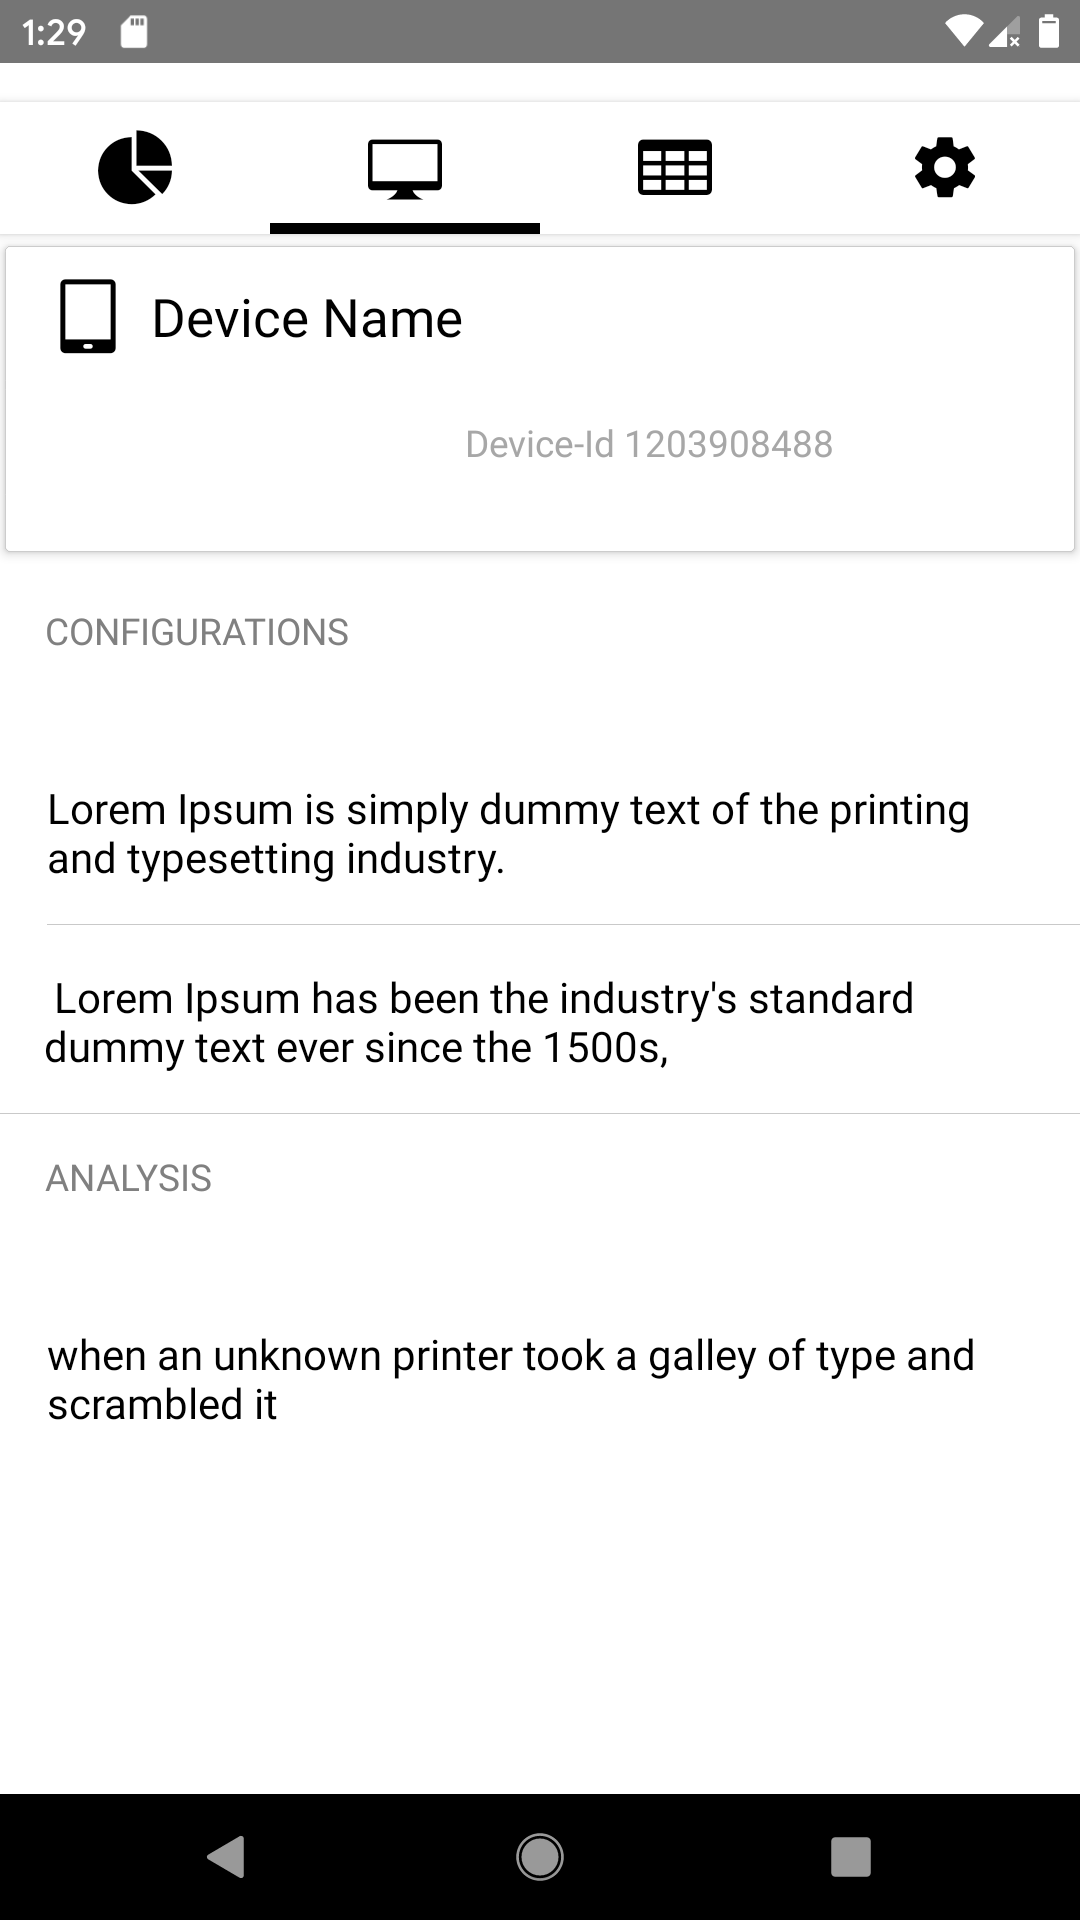 1:29
Device Name
Device-Id 1203908488
CONFIGURATIONS
Lorem Ipsum is simply dummy text of the printing
and typesetting industry.
Lorem Ipsum has been the industry's standard
dummy text ever since the 1500s,
ANALYSIS
when an unknown printer took a galley of type and
scrambled it